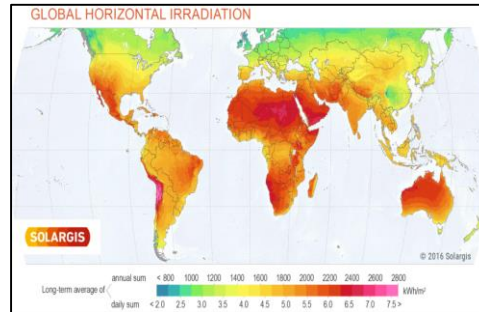 GLOBAL HORIZONTAL IRRADIATION
SOLARGIS
© 2016 Solargis
annual sum < 800 1000 1200 1400 1600 1800 2000 2200 2400 2600 2800
Long-term average of kWh/m²
daily sum < 2.0 2.5 3.0 3.5 4.0 4.5 5.0 5.5 6.0 6.5 7.0 7.5 >